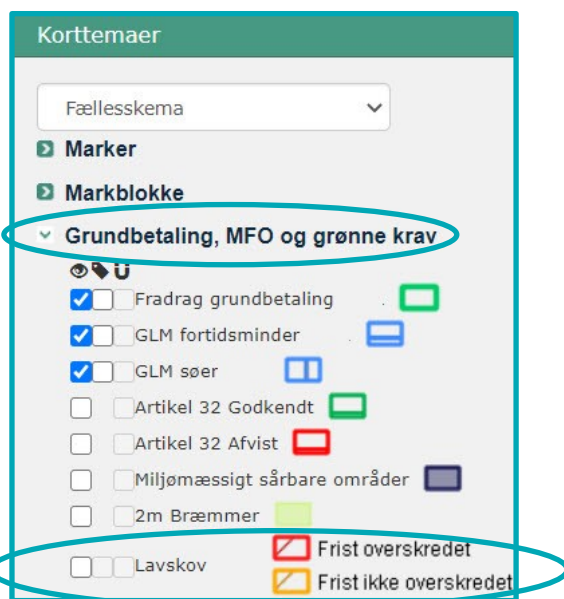 Korttemaer
Fællesskema
Marker
Markblokke
Grundbetaling, MFO og grønne krav
Fradrag grundbetaling
GLM fortidsminder
GLM søer
Artikel 32 Godkendt
Artikel 32 Afvist
Miljømæssigt sårbare områder
2m Bræmmer
Frist overskredet
Lavskov
Frist ikke overskredet